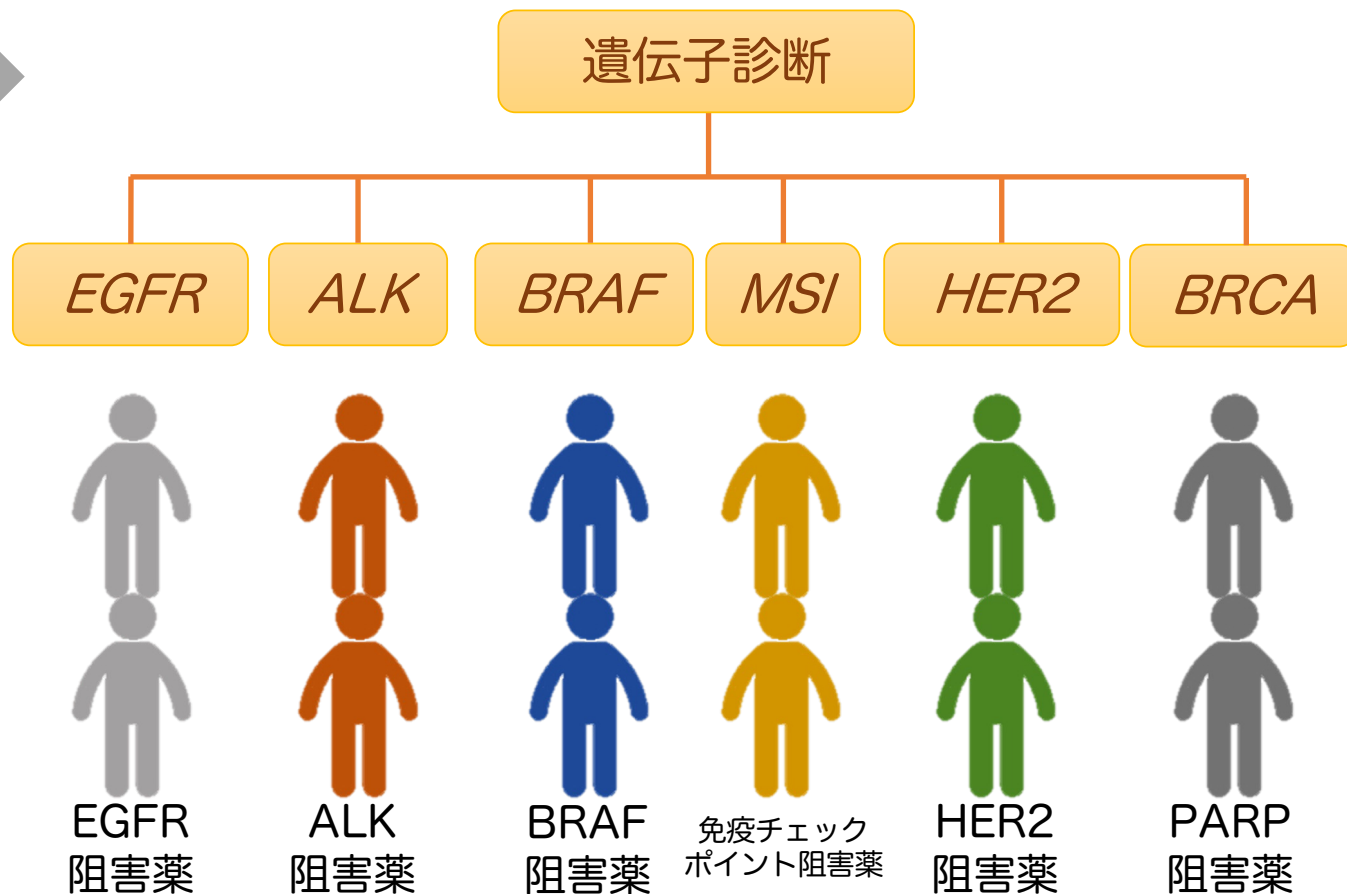 遺伝子診断
EGFR
ALK
BRAF
MSI
HER2
BRCA
EGFR
阻害薬
ALK
阻害薬
BRAF
阻害薬
免疫チェック
ポイント阻害薬
HER2
阻害薬
PARP
阻害薬